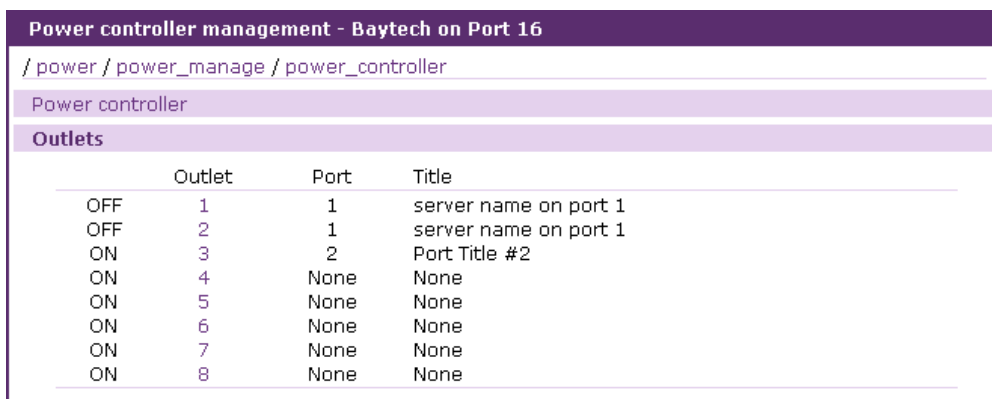 Power controller management - Baytech on Port 16
/ power / power_manage / power_controller
Power controller
Outlets
Outlet Port Title
OFF 1 1 server name on port 1
OFF 2 1 server name on port 1
ON 3 2 Port Title #2
ON 4 None None
ON 5 None None
ON 6 None None
ON 7 None None
ON 8 None None